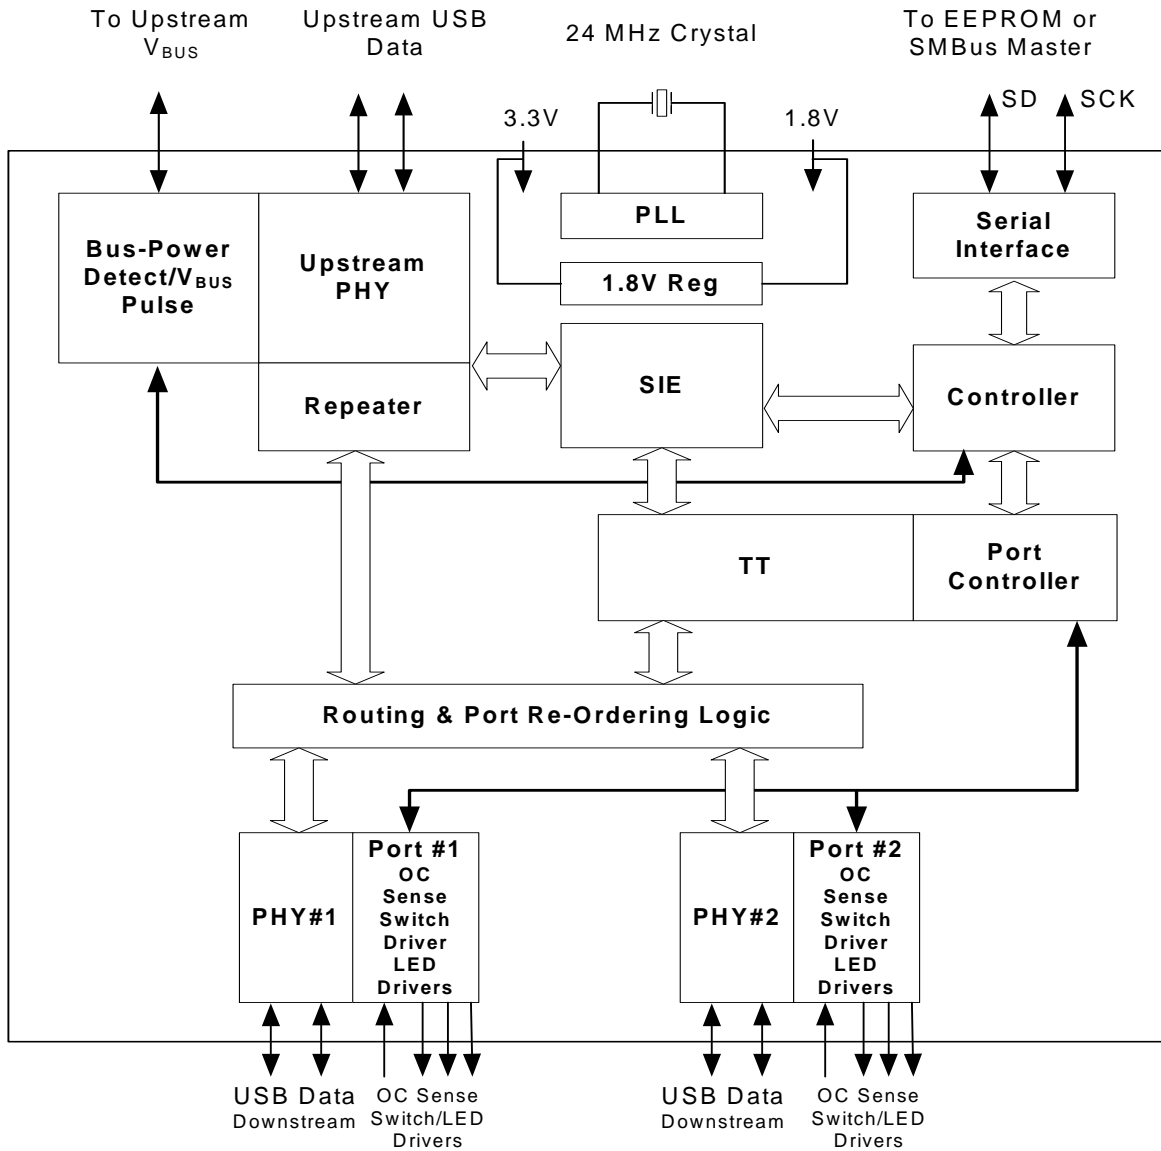 To Upstream
VBUS
Upstream USB
Data
24 MHz Crystal
To EEPROM or
SMBus Master
3.3V
1.8V
SD
SCK
Bus-Power
Detect/VBUS
Pulse
Upstream
PHY
PLL
1.8V Reg
Serial
Interface
Repeater
SIE
Controller
TT
Port
Controller
Routing & Port Re-Ordering Logic
PHY#1
Port #1
OC
Sense
Switch
Driver
LED
Drivers
PHY#2
Port #2
OC
Sense
Switch
Driver
LED
Drivers
USB Data
Downstream
OC Sense
Switch/LED
Drivers
USB Data
Downstream
OC Sense
Switch/LED
Drivers